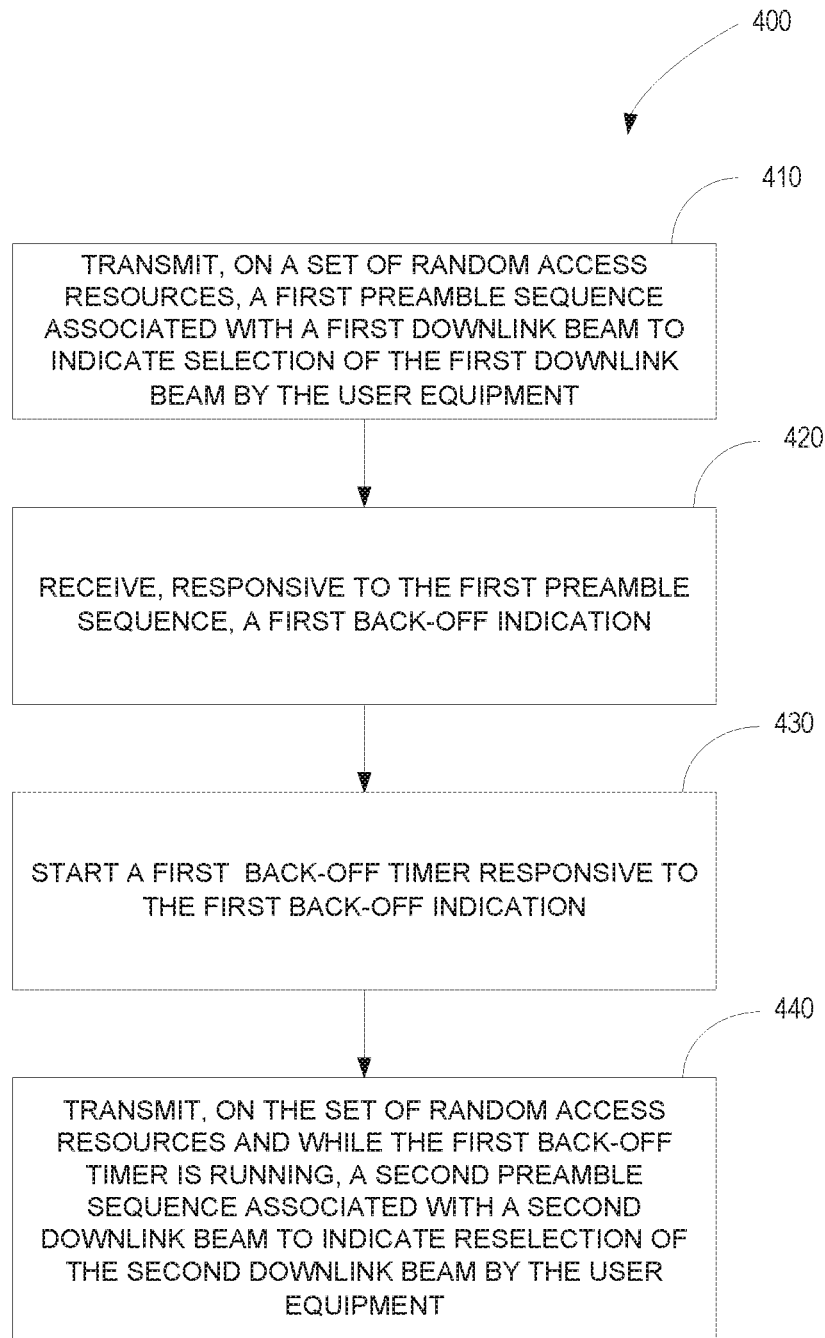 400
410
TRANSMIT, ON A SET OF RANDOM ACCESS
RESOURCES, A FIRST PREAMBLE SEQUENCE
ASSOCIATED WITH A FIRST DOWNLINK BEAM TO
INDICATE SELECTION OF THE FIRST DOWNLINK
BEAM BY THE USER EQUIPMENT
420
RECEIVE, RESPONSIVE TO THE FIRST PREAMBLE
SEQUENCE, A FIRST BACK-OFF INDICATION
430
START A FIRST BACK-OFF TIMER RESPONSIVE TO
THE FIRST BACK-OFF INDICATION
440
TRANSMIT, ON THE SET OF RANDOM ACCESS
RESOURCES AND WHILE THE FIRST BACK-OFF
TIMER IS RUNNING, A SECOND PREAMBLE
SEQUENCE ASSOCIATED WITH A SECOND
DOWNLINK BEAM TO INDICATE RESELECTION OF
THE SECOND DOWNLINK BEAM BY THE USER
EQUIPMENT